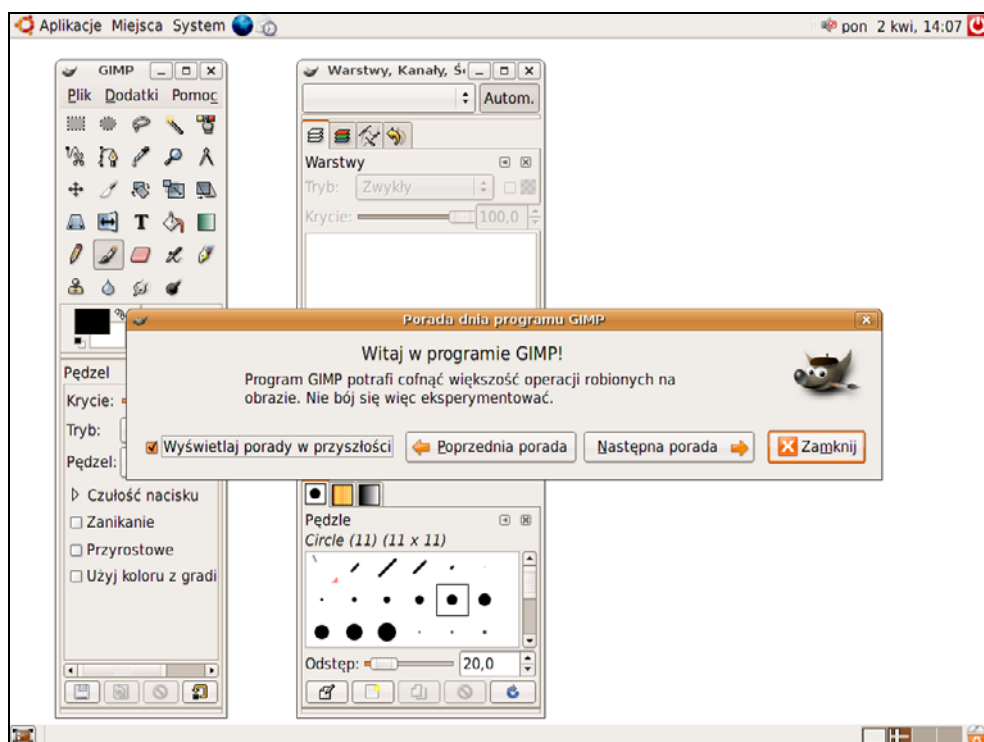 Aplikacje Miejsca System pon 2 kwi, 14:07
GIMP
Plik Dodatki Pomoc
Pędzel
Krycie:
Tryb:
Pędzel:
Czułość nacisku
Zanikanie
Przyrostowe
Użyj koloru z gradi
Warstwy, Kanały, Ś
Autom.
Warstwy
Tryb: Zwykły
Krycie: 100,0
Porada dnia programu GIMP
Witaj w programie GIMP!
Program GIMP potrafi cofnąć większość operacji robionych na
obrazie. Nie bój się więc eksperymentować.
Wyświetlaj porady w przyszłości Poprzednia porada Następna porada Zamknij
Pędzle
Circle (11) (11 x 11)
Odstęp: 20,0